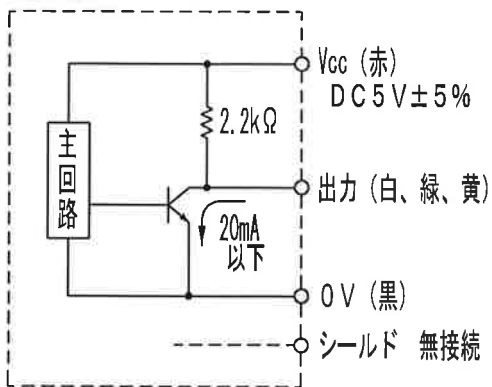 Vcc (赤)
DC5V±5%
2.2kΩ
主回路
出力 (白、緑、黄)
20mA
以下
0V (黒)
シールド 無接続